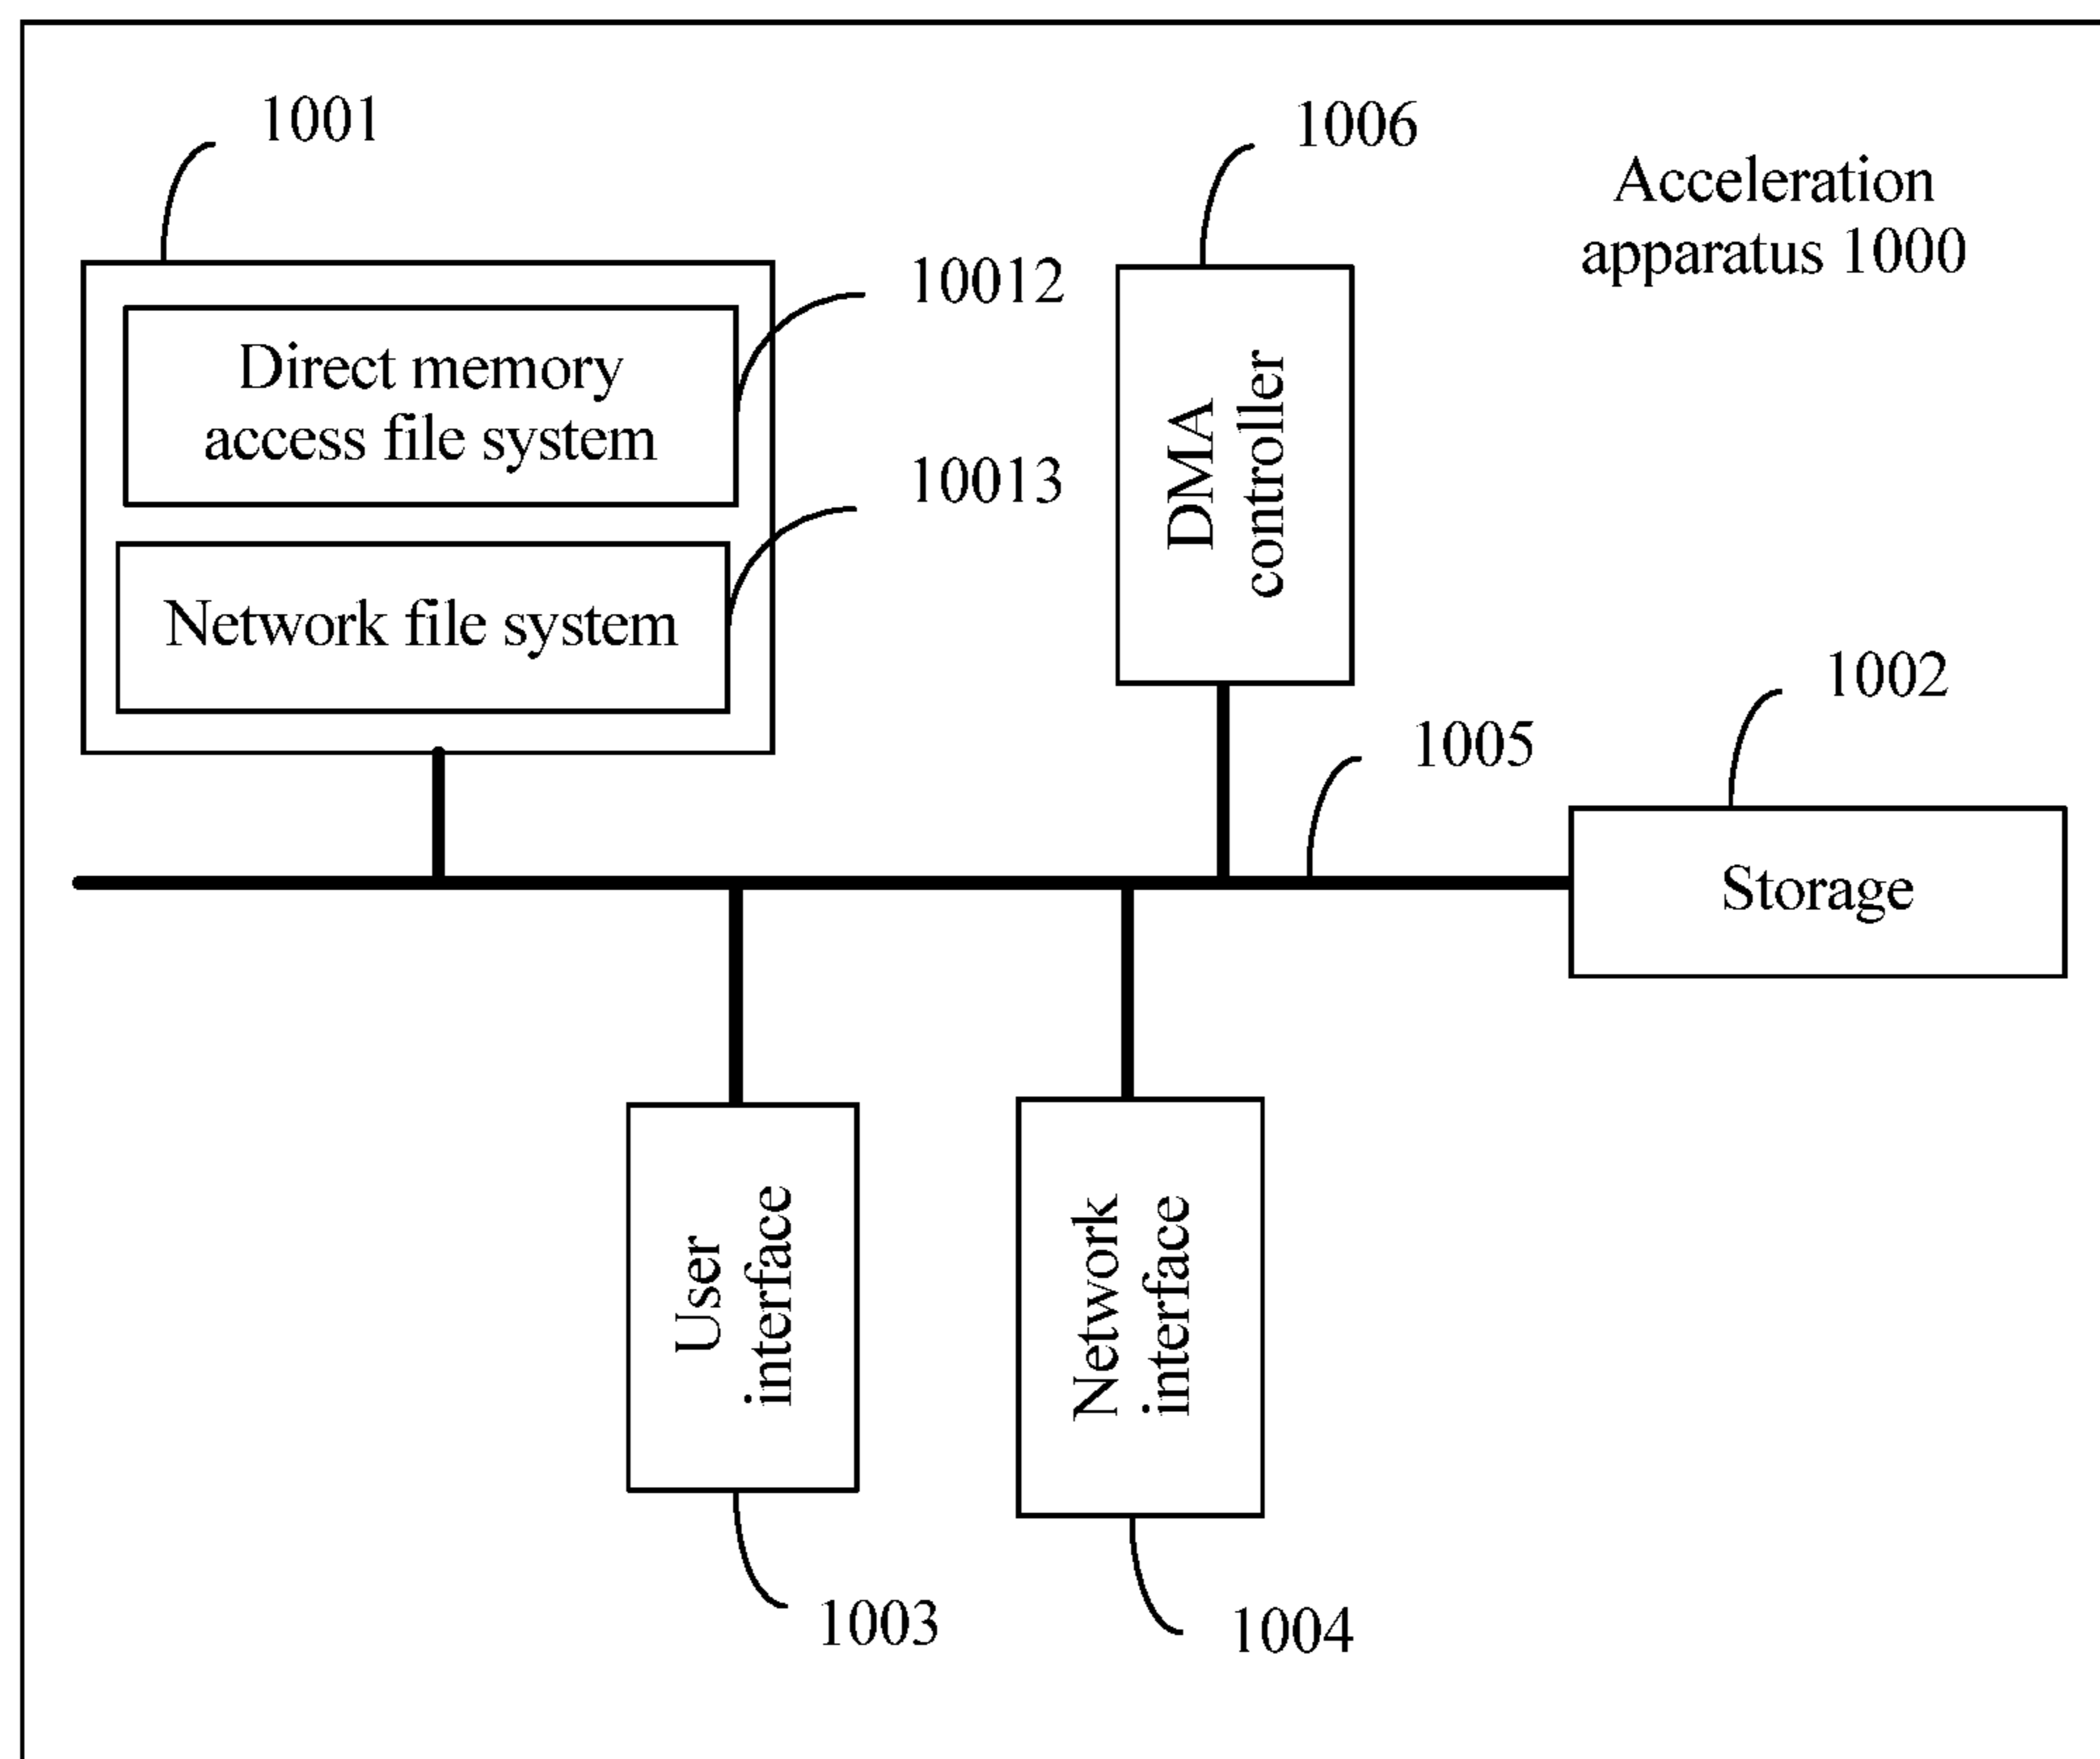 1001
1006
Acceleration
apparatus 1000
10012
Direct memory
access file system
10013
Network file system
DMA
controller
1002
1005
Storage
User
interface
Network
interface
1003
1004